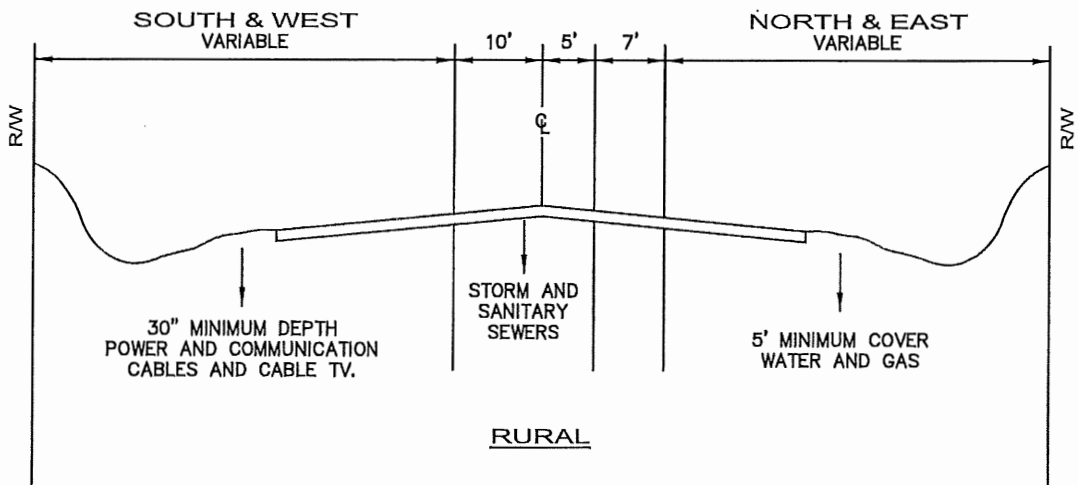 SOUTH & WEST
VARIABLE
10'
5'
7'
NORTH & EAST
VARIABLE
R/W
R/W
℄
30" MINIMUM DEPTH
POWER AND COMMUNICATION
CABLES AND CABLE TV.
STORM AND
SANITARY
SEWERS
5' MINIMUM COVER
WATER AND GAS
RURAL